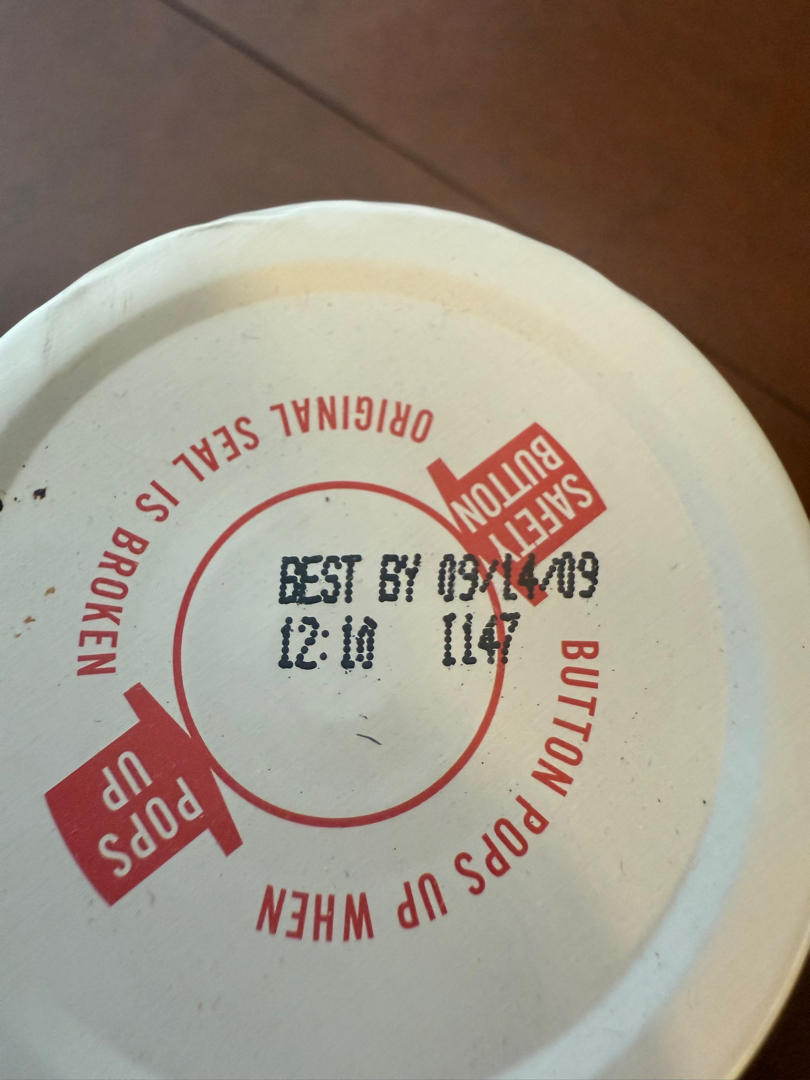 SAFETY
BUTTON
BUTTON POPS UP WHEN
ORIGINAL SEAL IS BROKEN
POPS
UP
BEST BY 09/14/09
12:10 1147